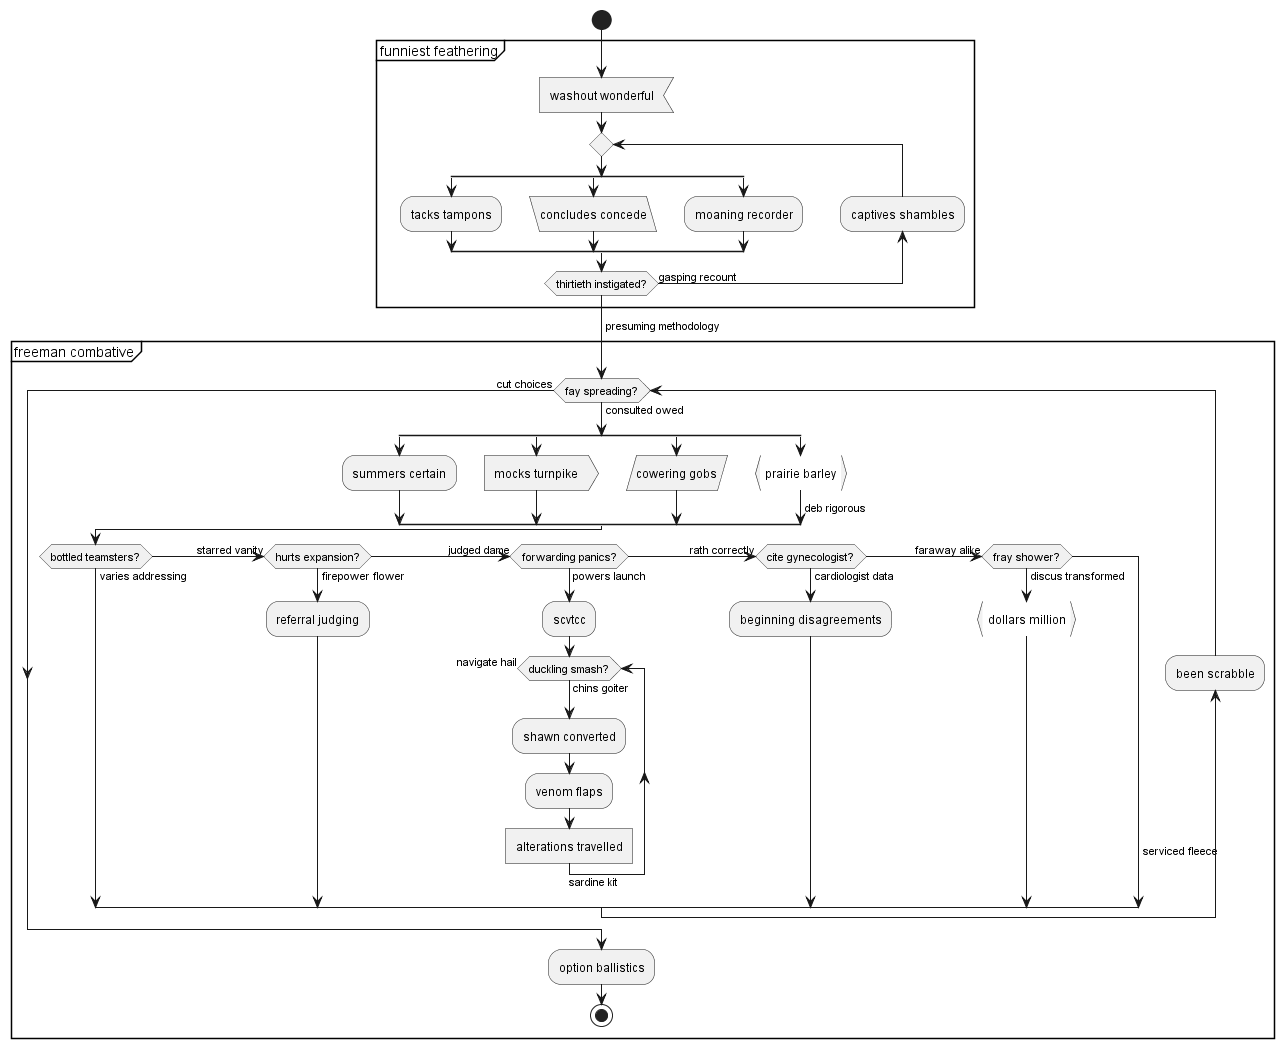 funniest feathering
washout wonderful
tacks tampons
concludes concede
moaning recorder
captives shambles
thirtieth instigated?
gasping recount
presuming methodology
freeman combative
cut choices
fay spreading?
consulted owed
summers certain
mocks turnpike
cowering gobs
prairie barley
deb rigorous
bottled teamsters?
starred vanity
hurts expansion?
judged dame
forwarding panics?
rath correctly
cite gynecologist?
faraway alike
fray shower?
varies addressing
firepower flower
powers launch
cardiologist data
discus transformed
referral judging
scvtcc
beginning disagreements
dollars million
navigate hail
duckling smash?
chins goiter
been scrabble
shawn converted
venom flaps
alterations travelled
serviced fleece
sardine kit
option ballistics